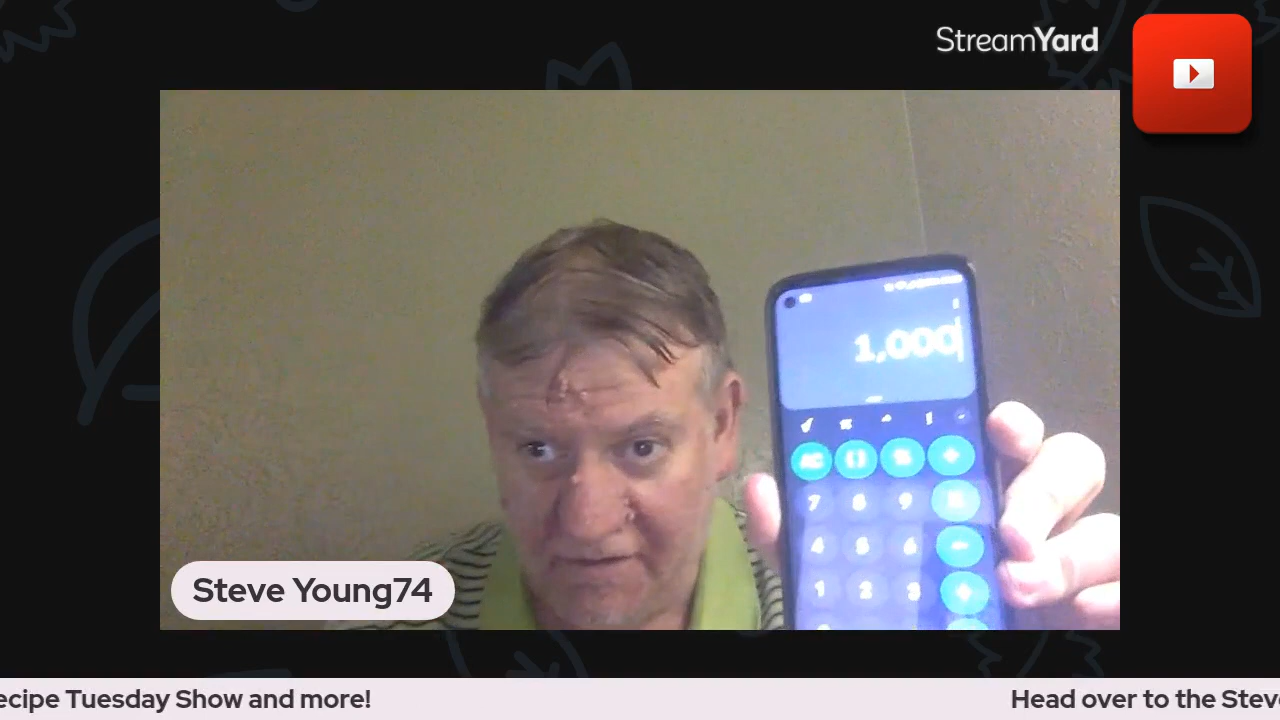 StreamYard
1,000
AC ( ) % ÷
7 8 9
4 5 6
1 2 3
Steve Young74
ecipe Tuesday Show and more! Head over to the Steve